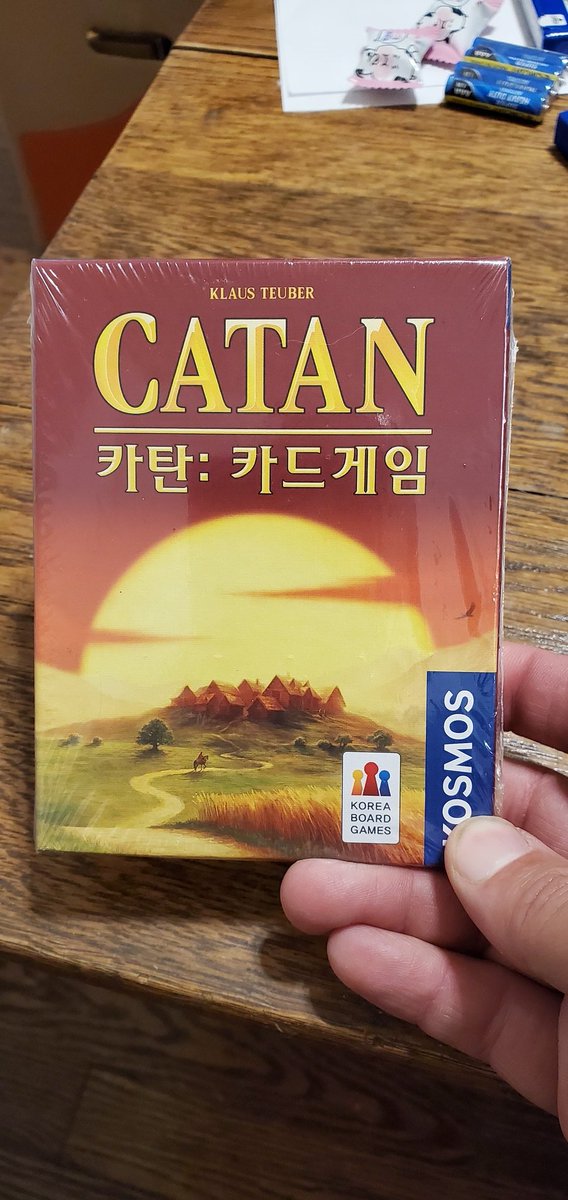 KLAUS TEUBER
CATAN
카탄: 카드게임
KOREA
BOARD
GAMES
KOSMOS